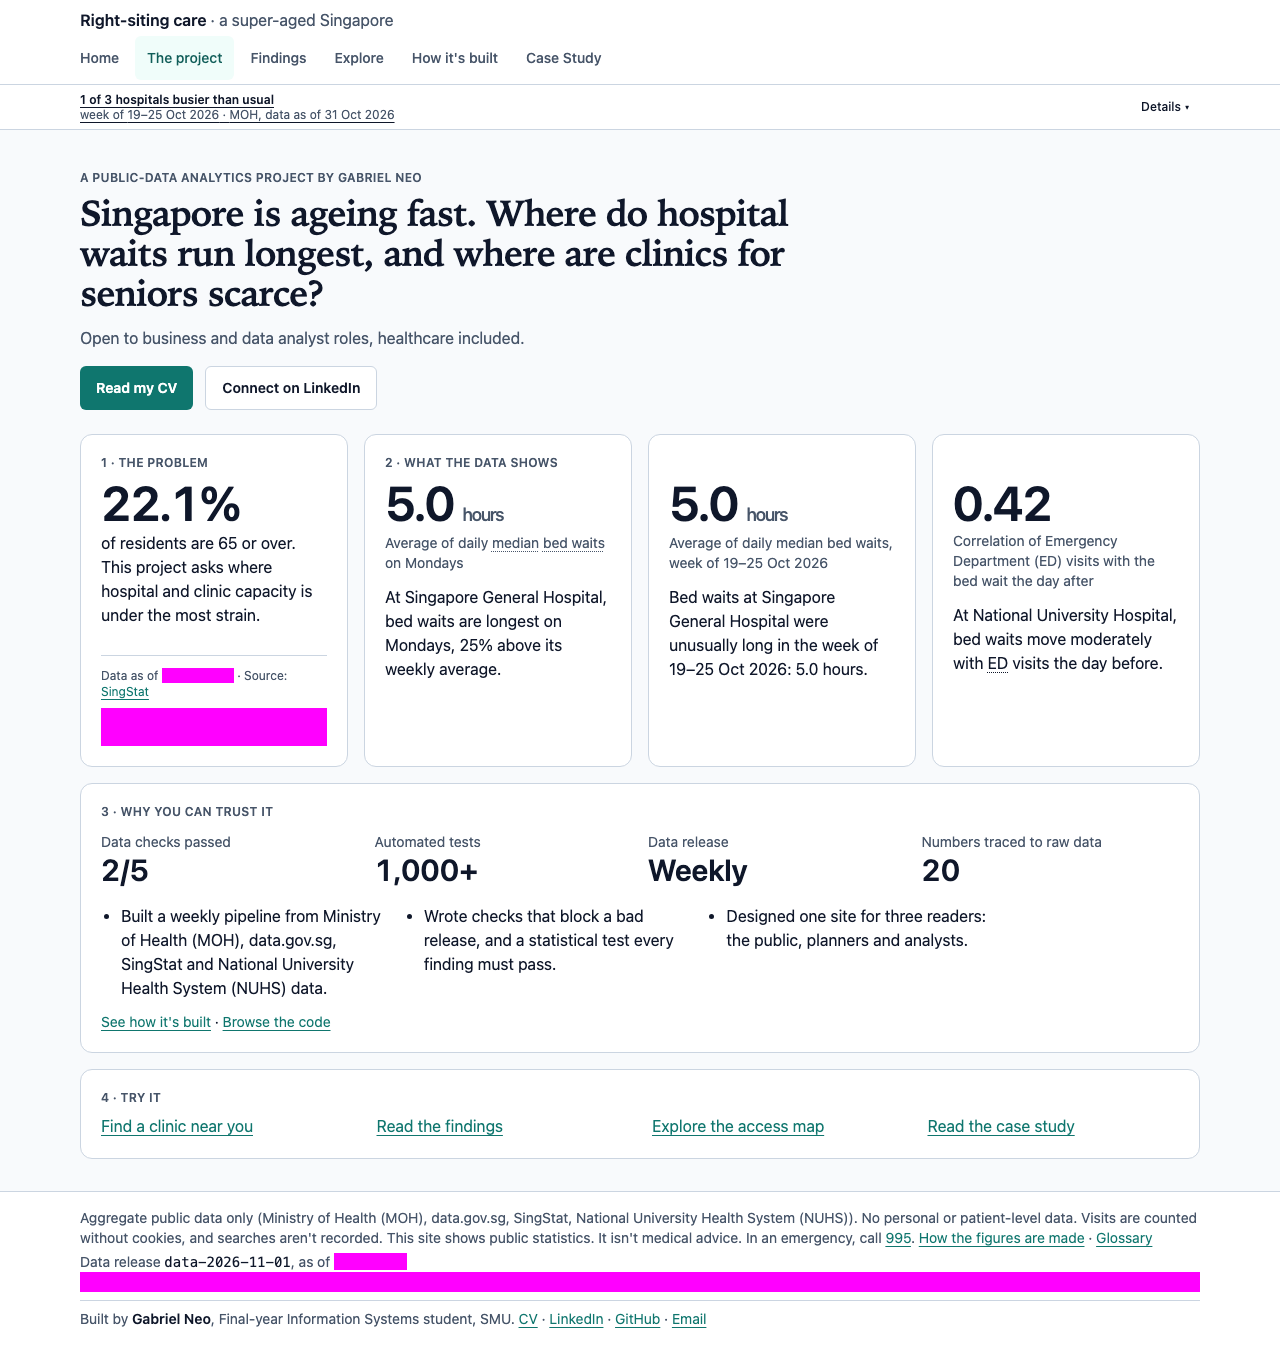 Right-siting care · a super-aged Singapore
Home The project Findings Explore How it's built Case Study
1 of 3 hospitals busier than usual
week of 19–25 Oct 2026 · MOH, data as of 31 Oct 2026
Details ▾
A PUBLIC-DATA ANALYTICS PROJECT BY GABRIEL NEO
Singapore is ageing fast. Where do hospital
waits run longest, and where are clinics for
seniors scarce?
Open to business and data analyst roles, healthcare included.
Read my CV Connect on LinkedIn
1 · THE PROBLEM
22.1%
of residents are 65 or over.
This project asks where
hospital and clinic capacity is
under the most strain.
Data as of · Source:
SingStat
2 · WHAT THE DATA SHOWS
5.0 hours
Average of daily median bed waits
on Mondays
At Singapore General Hospital,
bed waits are longest on
Mondays, 25% above its
weekly average.
5.0 hours
Average of daily median bed waits,
week of 19–25 Oct 2026
Bed waits at Singapore
General Hospital were
unusually long in the week of
19–25 Oct 2026: 5.0 hours.
0.42
Correlation of Emergency
Department (ED) visits with the
bed wait the day after
At National University Hospital,
bed waits move moderately
with ED visits the day before.
3 · WHY YOU CAN TRUST IT
Data checks passed
2/5
Automated tests
1,000+
Data release
Weekly
Numbers traced to raw data
20
• Built a weekly pipeline from Ministry
of Health (MOH), data.gov.sg,
SingStat and National University
Health System (NUHS) data.
• Wrote checks that block a bad
release, and a statistical test every
finding must pass.
• Designed one site for three readers:
the public, planners and analysts.
See how it's built · Browse the code
4 · TRY IT
Find a clinic near you Read the findings Explore the access map Read the case study
Aggregate public data only (Ministry of Health (MOH), data.gov.sg, SingStat, National University Health System (NUHS)). No personal or patient-level data. Visits are counted
without cookies, and searches aren't recorded. This site shows public statistics. It isn't medical advice. In an emergency, call 995. How the figures are made · Glossary
Data release data-2026-11-01, as of
Built by Gabriel Neo, Final-year Information Systems student, SMU. CV · LinkedIn · GitHub · Email